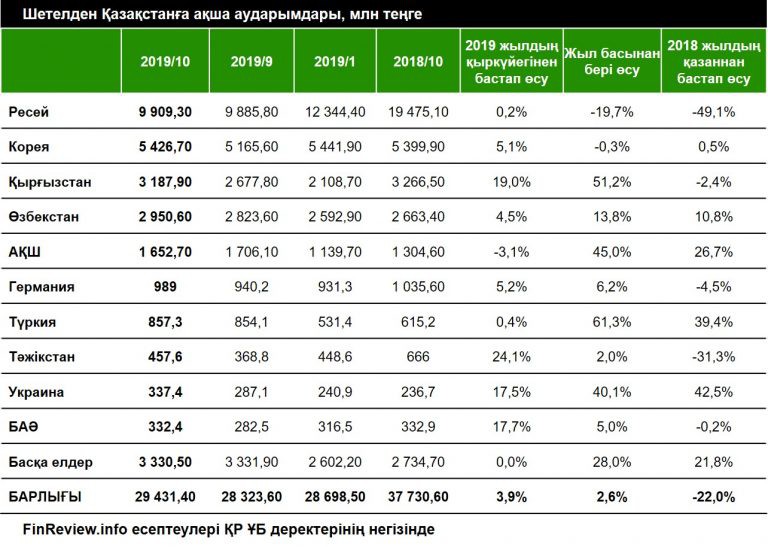 Шетелден Қазақстанға ақша аударымдары, млн теңге
2019/10 2019/9 2019/1 2018/10 2019 жылдың қыркүйегінен бастап өсу Жыл басынан бері өсу 2018 жылдың қазаннан бастап өсу
Ресей 9 909,30 9 885,80 12 344,40 19 475,10 0,2% -19,7% -49,1%
Корея 5 426,70 5 165,60 5 441,90 5 399,90 5,1% -0,3% 0,5%
Қырғызстан 3 187,90 2 677,80 2 108,70 3 266,50 19,0% 51,2% -2,4%
Өзбекстан 2 950,60 2 823,60 2 592,90 2 663,40 4,5% 13,8% 10,8%
АҚШ 1 652,70 1 706,10 1 139,70 1 304,60 -3,1% 45,0% 26,7%
Германия 989 940,2 931,3 1 035,60 5,2% 6,2% -4,5%
Түркия 857,3 854,1 531,4 615,2 0,4% 61,3% 39,4%
Тәжікстан 457,6 368,8 448,6 666 24,1% 2,0% -31,3%
Украина 337,4 287,1 240,9 236,7 17,5% 40,1% 42,5%
БАӘ 332,4 282,5 316,5 332,9 17,7% 5,0% -0,2%
Басқа елдер 3 330,50 3 331,90 2 602,20 2 734,70 0,0% 28,0% 21,8%
БАРЛЫҒЫ 29 431,40 28 323,60 28 698,50 37 730,60 3,9% 2,6% -22,0%
FinReview.info есептеулері ҚР ҰБ деректерінің негізінде